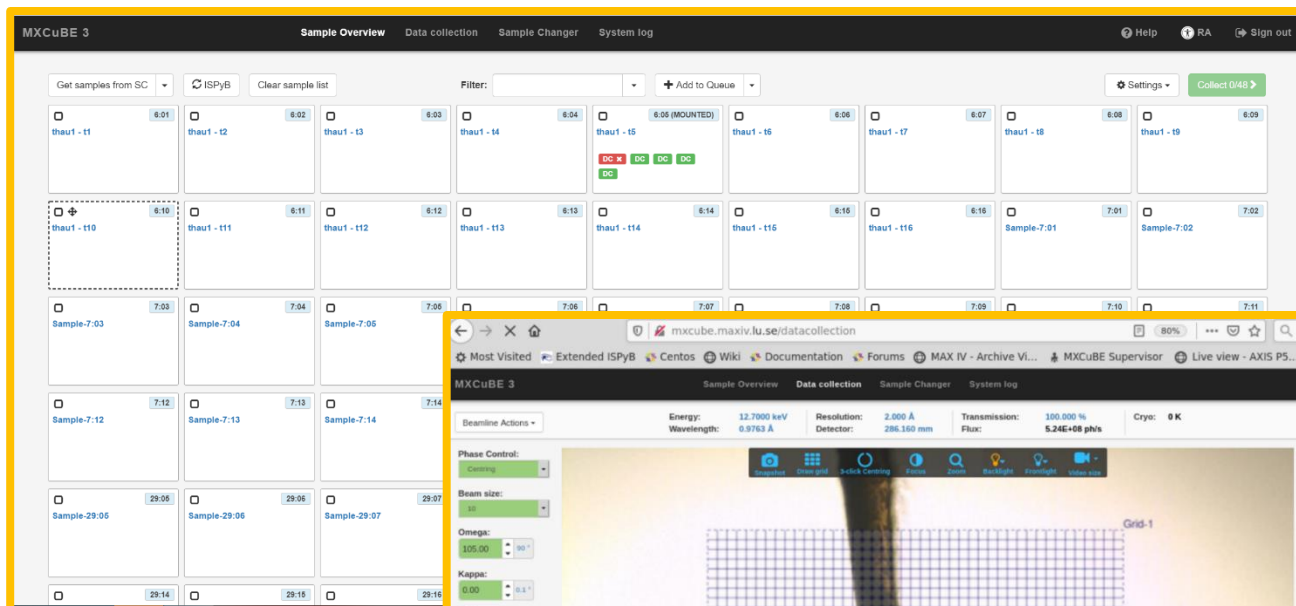 MXCuBE 3 Sample Overview Data collection Sample Changer System log Help RA Sign out
Get samples from SC ISPyB Clear sample list Filter: Add to Queue Settings Collect 0/48
6:01 6:02 6:03 6:04 6:05 (MOUNTED) 6:06 6:07 6:08 6:09
thau1 - t1 thau1 - t2 thau1 - t3 thau1 - t4 thau1 - t5 thau1 - t6 thau1 - t7 thau1 - t8 thau1 - t9
DC DC DC DC
DC
6:10 6:11 6:12 6:13 6:14 6:15 6:16 7:01 7:02
thau1 - t10 thau1 - t11 thau1 - t12 thau1 - t13 thau1 - t14 thau1 - t15 thau1 - t16 Sample-7:01 Sample-7:02
7:03 7:04 7:05 7:06 7:07 7:08 7:09 7:10 7:11
Sample-7:03 Sample-7:04 Sample-7:05
7:12 7:13 7:14
Sample-7:12 Sample-7:13 Sample-7:14
29:05 29:06 29:07
Sample-29:05 Sample-29:06 Sample-29:07
29:14 29:15 29:16
mxcube.maxiv.lu.se/datacollection 80%
Most Visited Extended ISPyB Centos Wiki Documentation Forums MAX IV - Archive Vi... MXCuBE Supervisor Live view - AXIS P5...
MXCuBE 3 Sample Overview Data collection Sample Changer System log
Beamline Actions Energy: 12.7000 keV Resolution: 2.000 Å Transmission: 100.000 % Cryo: 0 K
Wavelength: 0.9763 Å Detector: 286.160 mm Flux: 5.24E+08 ph/s
Phase Control:
Centring
Snapshot Draw grid 3-click Centring Focus Zoom Backlight Frontlight Video size
Beam size:
10
Grid-1
Omega:
105.00 90 °
Kappa:
0.00 0.1 °